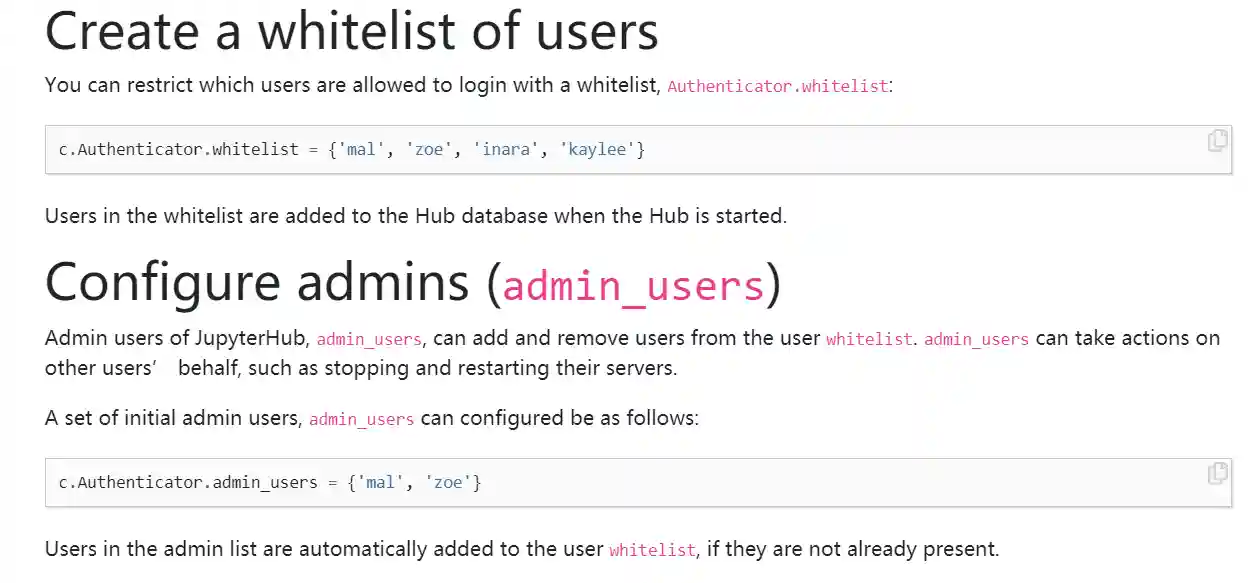 Create a whitelist of users
You can restrict which users are allowed to login with a whitelist, Authenticator.whitelist:
c.Authenticator.whitelist = {'mal', 'zoe', 'inara', 'kaylee'}
Users in the whitelist are added to the Hub database when the Hub is started.
Configure admins (admin_users)
Admin users of JupyterHub, admin_users, can add and remove users from the user whitelist. admin_users can take actions on
other users’ behalf, such as stopping and restarting their servers.
A set of initial admin users, admin_users can configured be as follows:
c.Authenticator.admin_users = {'mal', 'zoe'}
Users in the admin list are automatically added to the user whitelist, if they are not already present.